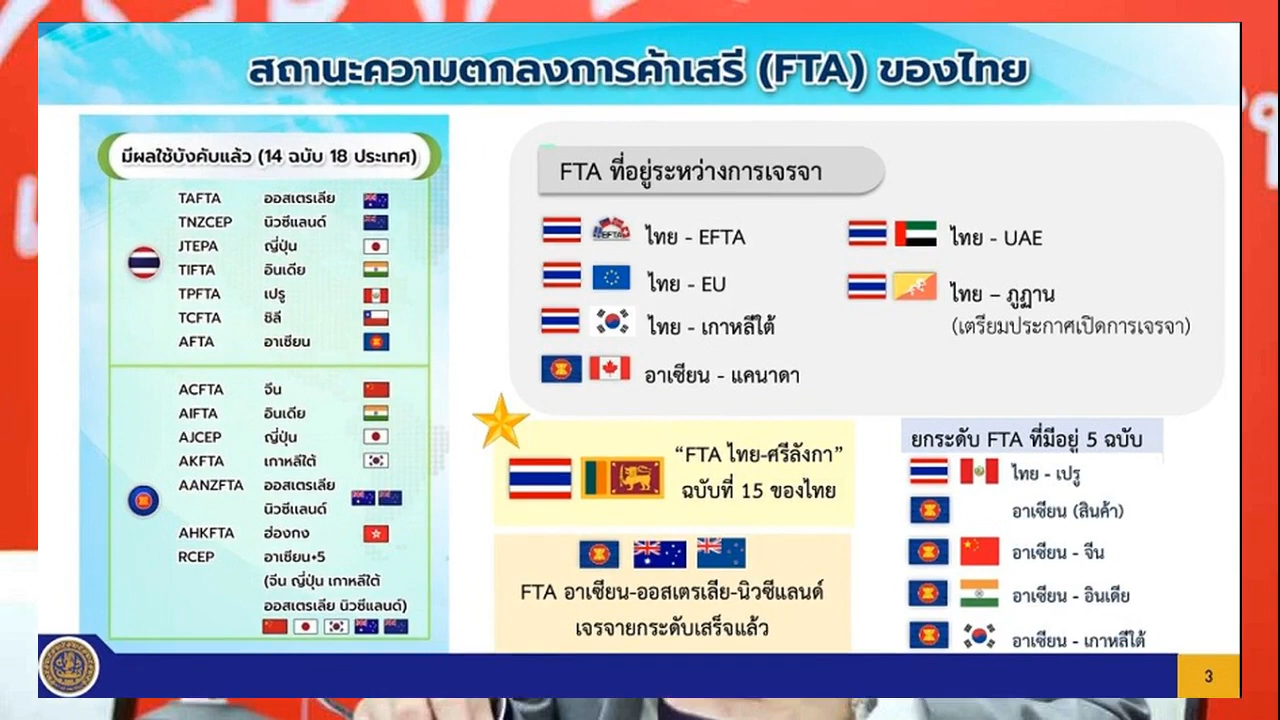 สถานะความตกลงการค้าเสรี (FTA) ของไทย
มีผลใช้บังคับแล้ว (14 ฉบับ 18 ประเทศ)
TAFTA ออสเตรเลีย
TNZCEP นิวซีแลนด์
JTEPA ญี่ปุ่น
TIFTA อินเดีย
TPFTA เปรู
TCFTA ชิลี
AFTA อาเซียน
ACFTA จีน
AIFTA อินเดีย
AJCEP ญี่ปุ่น
AKFTA เกาหลีใต้
AANZFTA ออสเตรเลีย
นิวซีแลนด์
AHKFTA ฮ่องกง
RCEP อาเซียน+5
(จีน ญี่ปุ่น เกาหลีใต้
ออสเตรเลีย นิวซีแลนด์)
FTA ที่อยู่ระหว่างการเจรจา
ไทย - EFTA
ไทย - EU
ไทย - เกาหลีใต้
อาเซียน - แคนาดา
ไทย - UAE
ไทย – ภูฏาน
(เตรียมประกาศเปิดการเจรจา)
“FTA ไทย-ศรีลังกา”
ฉบับที่ 15 ของไทย
FTA อาเซียน-ออสเตรเลีย-นิวซีแลนด์
เจรจายกระดับเสร็จแล้ว
ยกระดับ FTA ที่มีอยู่ 5 ฉบับ
ไทย - เปรู
อาเซียน (สินค้า)
อาเซียน - จีน
อาเซียน - อินเดีย
อาเซียน - เกาหลีใต้
3